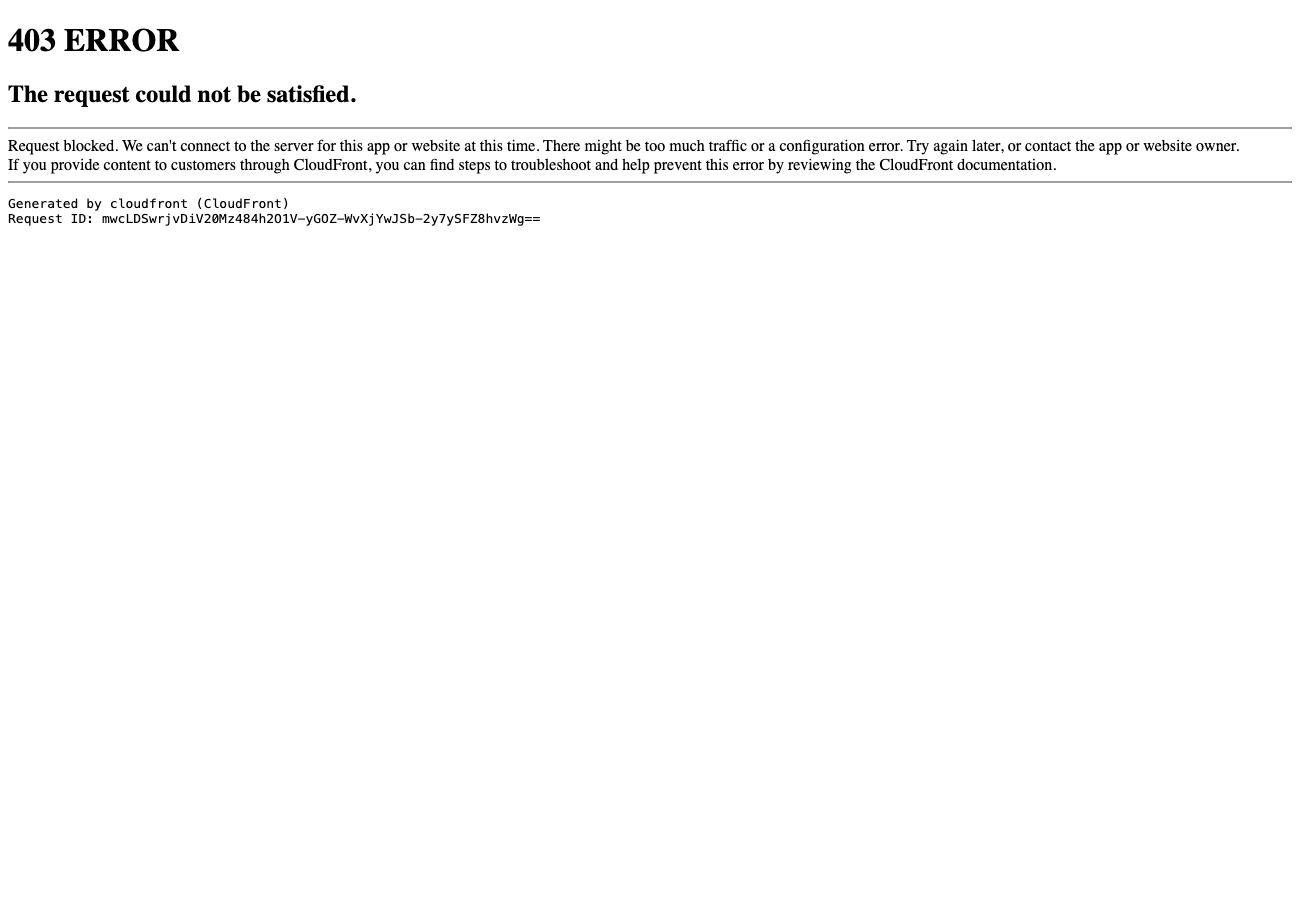 403 ERROR
The request could not be satisfied.
Request blocked. We can't connect to the server for this app or website at this time. There might be too much traffic or a configuration error. Try again later, or contact the app or website owner.
If you provide content to customers through CloudFront, you can find steps to troubleshoot and help prevent this error by reviewing the CloudFront documentation.
Generated by cloudfront (CloudFront)
Request ID: mwcLDSwrjvDiV20Mz484h2O1V-yGOZ-WvXjYwJSb-2y7ySFZ8hvzWg==